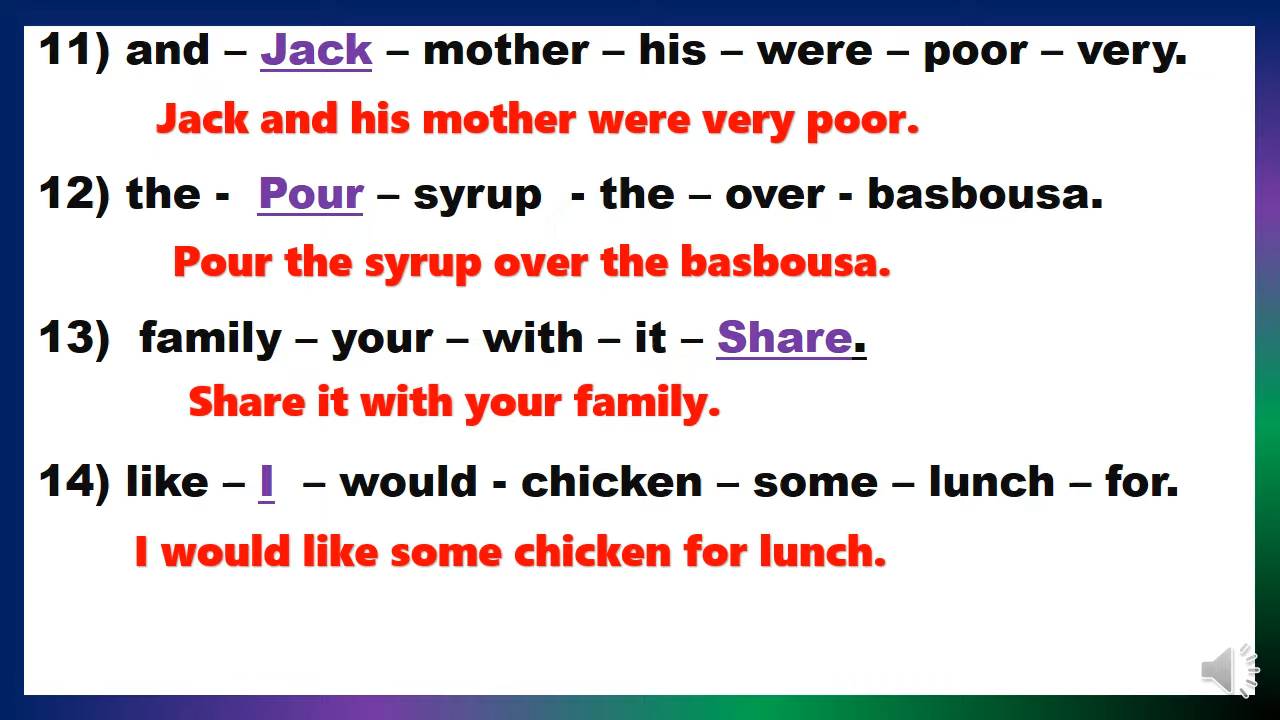 11) and – Jack – mother – his – were – poor – very.
Jack and his mother were very poor.
12) the - Pour – syrup - the – over - basbousa.
Pour the syrup over the basbousa.
13) family – your – with – it – Share.
Share it with your family.
14) like – I – would - chicken – some – lunch – for.
I would like some chicken for lunch.